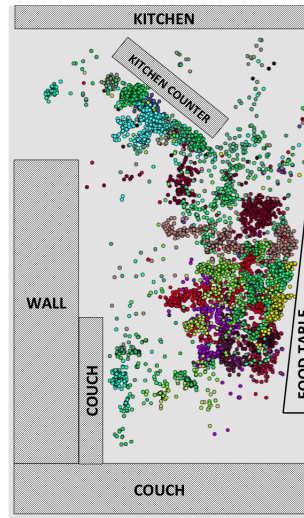 KITCHEN
KITCHEN COUNTER
WALL
COUCH
FOOD TABLE
COUCH